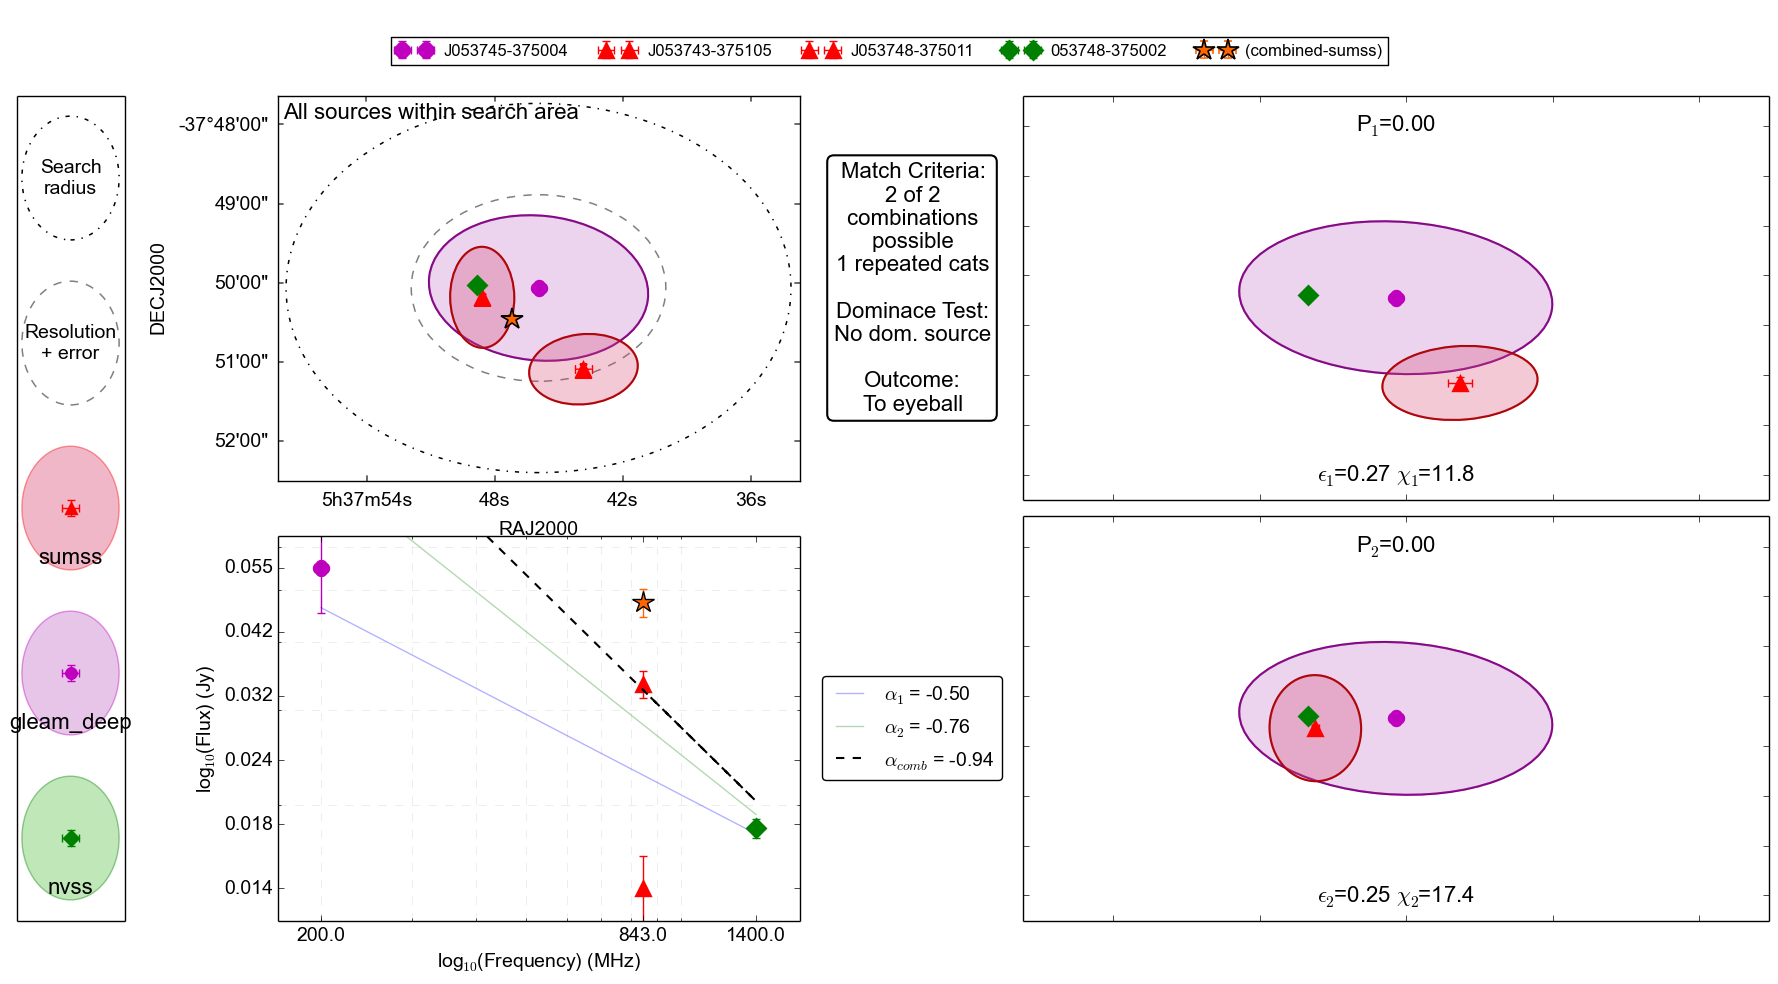 J053745-375004 J053743-375105 J053748-375011 053748-375002 (combined-sumss)
Search
radius
Resolution
+ error
sumss
gleam_deep
nvss
All sources within search area
DECJ2000
-37°48'00"
49'00"
50'00"
51'00"
52'00"
5h37m54s 48s 42s 36s
RAJ2000
Match Criteria:
2 of 2
combinations
possible
1 repeated cats
Dominace Test:
No dom. source
Outcome:
To eyeball
P₁=0.00
ϵ₁=0.27 χ₁=11.8
P₂=0.00
ϵ₂=0.25 χ₂=17.4
log₁₀(Flux) (Jy)
0.055
0.042
0.032
0.024
0.018
0.014
200.0 843.0 1400.0
log₁₀(Frequency) (MHz)
α₁ = -0.50
α₂ = -0.76
α_comb = -0.94